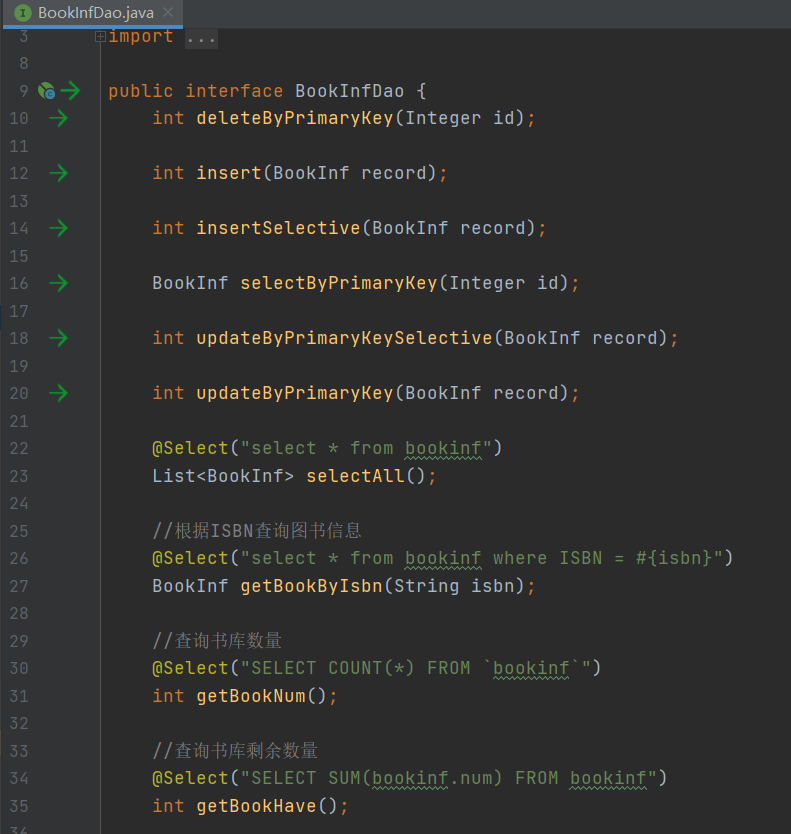 BookInfDao.java
3 import ...
8
9 public interface BookInfDao {
10 int deleteByPrimaryKey(Integer id);
11
12 int insert(BookInf record);
13
14 int insertSelective(BookInf record);
15
16 BookInf selectByPrimaryKey(Integer id);
17
18 int updateByPrimaryKeySelective(BookInf record);
19
20 int updateByPrimaryKey(BookInf record);
21
22 @Select("select * from bookinf")
23 List<BookInf> selectAll();
24
25 //根据ISBN查询图书信息
26 @Select("select * from bookinf where ISBN = #{isbn}")
27 BookInf getBookByIsbn(String isbn);
28
29 //查询书库数量
30 @Select("SELECT COUNT(*) FROM `bookinf`")
31 int getBookNum();
32
33 //查询书库剩余数量
34 @Select("SELECT SUM(bookinf.num) FROM bookinf")
35 int getBookHave();
36